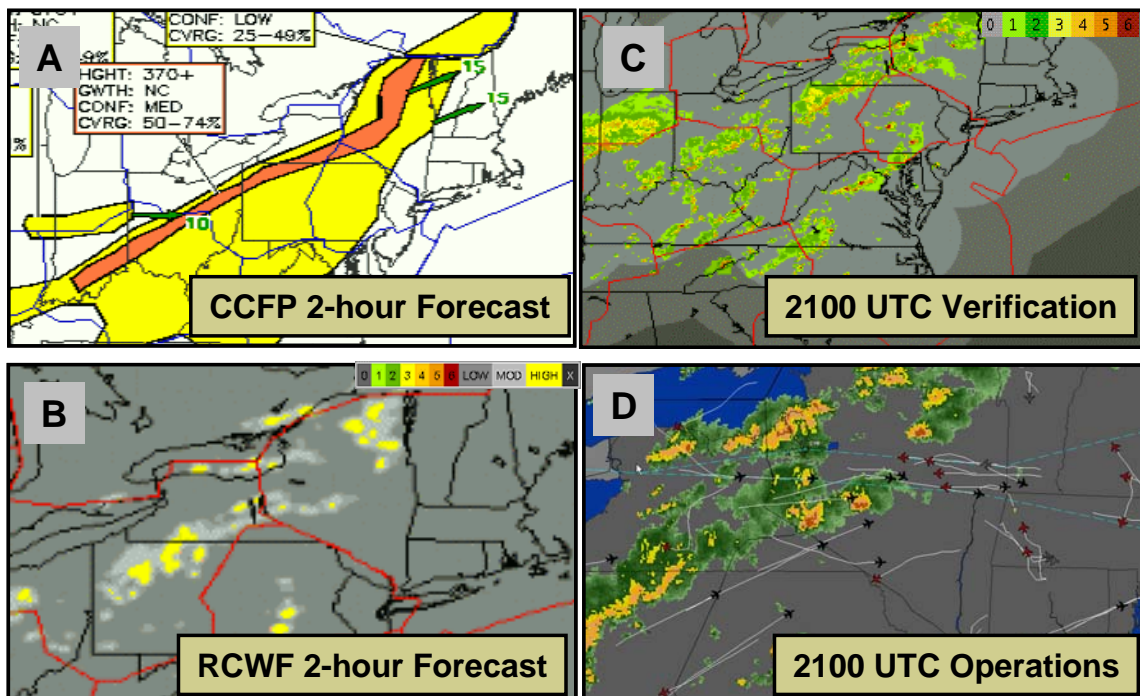 A
CONF: LOW
CVRG: 25-49%
HGHT: 370+
GWTH: NC
CONF: MED
CVRG: 50-74%
15
15
10
CCFP 2-hour Forecast
C
0 1 2 3 4 5 6
2100 UTC Verification
B
0 1 2 3 4 5 6 LOW MOD HIGH X
RCWF 2-hour Forecast
D
2100 UTC Operations